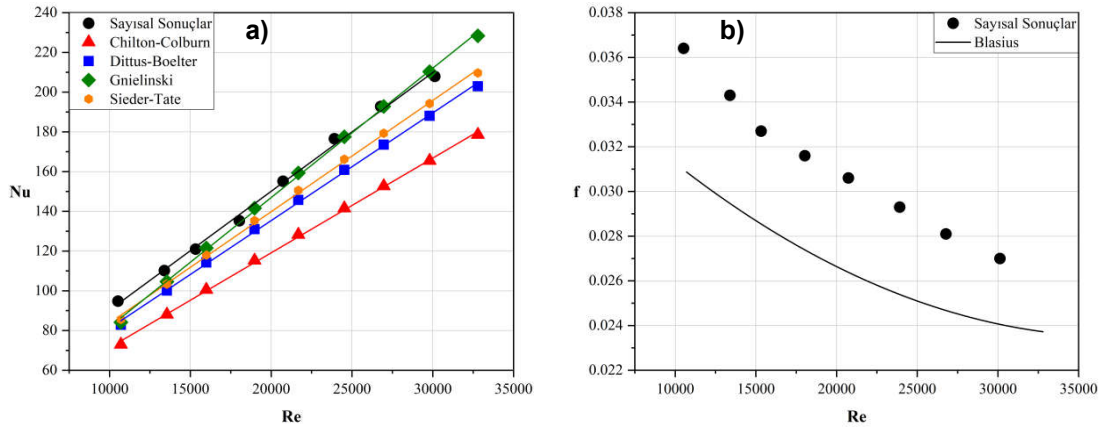 a)
Sayısal Sonuçlar
Chilton-Colburn
Dittus-Boelter
Gnielinski
Sieder-Tate
240
220
200
180
160
140
120
100
80
60
Nu
10000 15000 20000 25000 30000 35000
Re
b)
Sayısal Sonuçlar
Blasius
0.038
0.036
0.034
0.032
0.030
0.028
0.026
0.024
0.022
f
10000 15000 20000 25000 30000 35000
Re